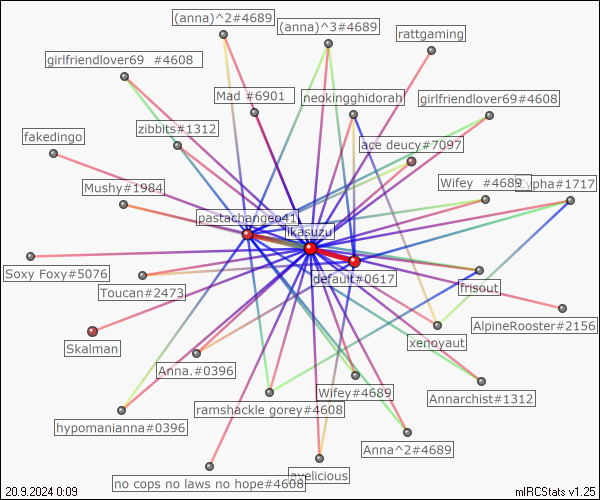 (anna)^2#4689
(anna)^3#4689
rattgaming
girlfriendlover69 #4608
Mad #6901
neokingghidorah
girlfriendlover69#4608
fakedingo
zibbits#1312
ace deucy#7097
Mushy#1984
Wifey #4689
ypha#1717
pastachangeo41
ikasuzu
Soxy Foxy#5076
default#0617
Toucan#2473
frisout
AlpineRooster#2156
Skalman
xenoyaut
Anna.#0396
Wifey#4689
Annarchist#1312
ramshackle gorey#4608
hypomanianna#0396
Anna^2#4689
no cops no laws no hope#4608
avelicious
20.9.2024 0:09
mIRCStats v1.25